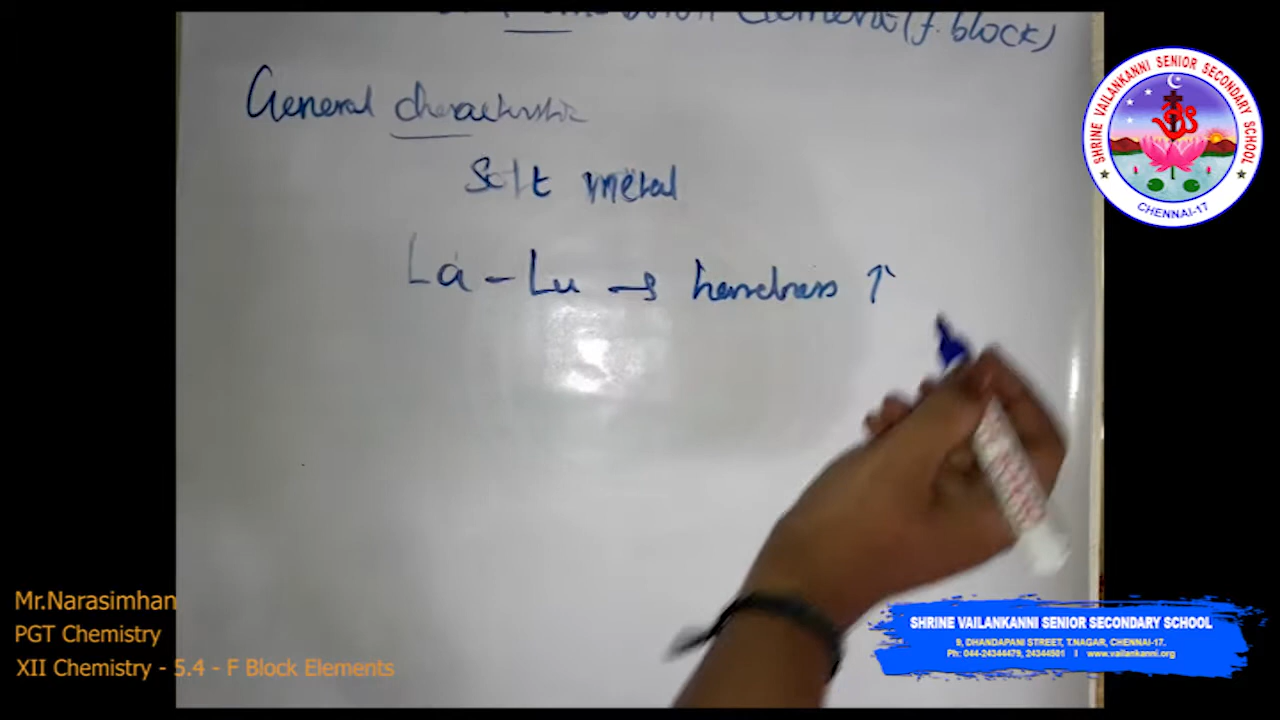 Element (f. block)
General characteristic
Soft metal
La - Lu → hardness ↑
SHRINE VAILANKANNI SENIOR SECONDARY SCHOOL
CHENNAI-17
Mr.Narasimhan
PGT Chemistry
XII Chemistry - 5.4 - F Block Elements
SHRINE VAILANKANNI SENIOR SECONDARY SCHOOL
9, DHANDAPANI STREET, T.NAGAR, CHENNAI-17.
Ph: 044-24344479, 24344501 I www.vailankanni.org